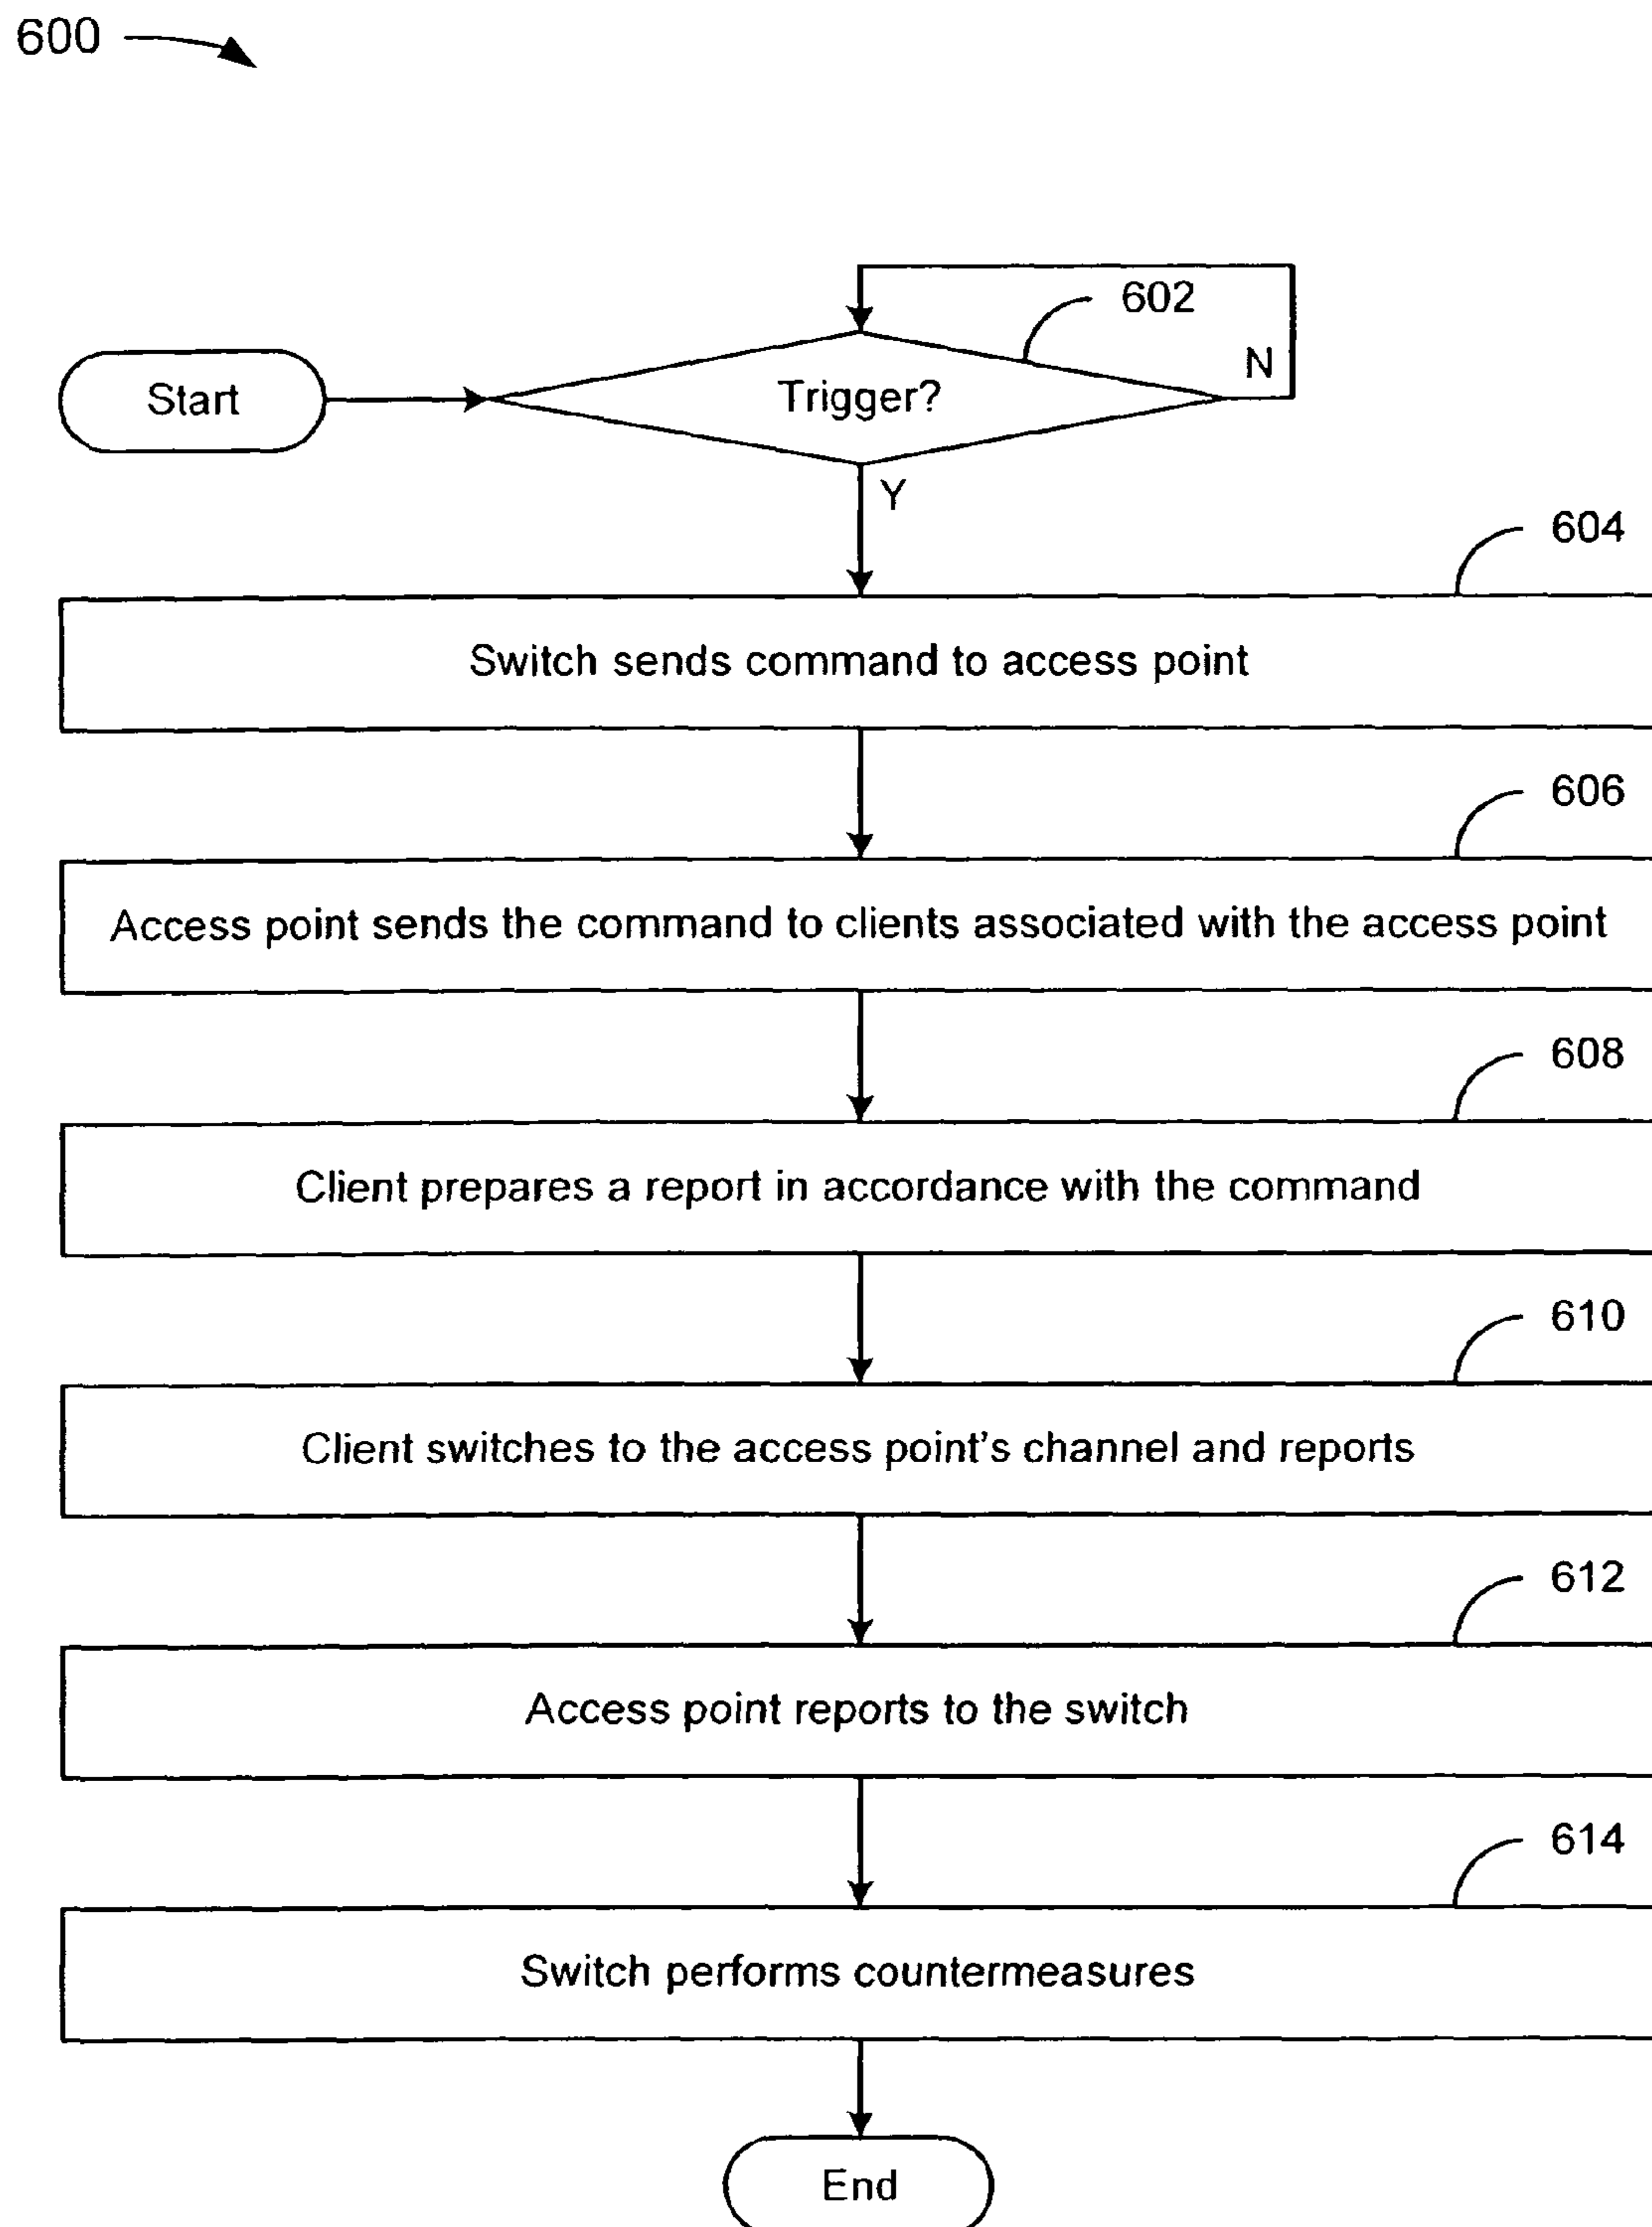 600
602
N
Start
Trigger?
Y
604
Switch sends command to access point
606
Access point sends the command to clients associated with the access point
608
Client prepares a report in accordance with the command
610
Client switches to the access point's channel and reports
612
Access point reports to the switch
614
Switch performs countermeasures
End